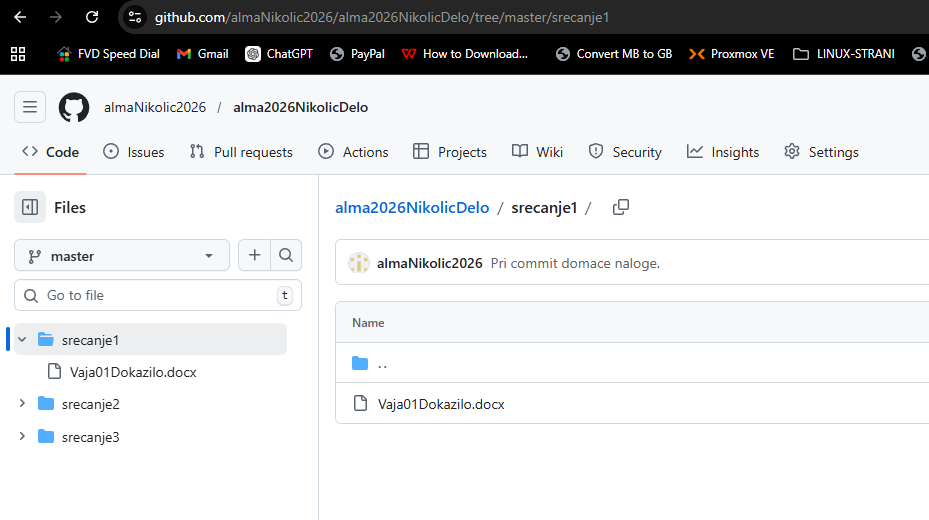 github.com/almaNikolic2026/alma2026NikolicDelo/tree/master/srecanje1
FVD Speed Dial Gmail ChatGPT PayPal How to Download... Convert MB to GB Proxmox VE LINUX-STRANI
almaNikolic2026 / alma2026NikolicDelo
Code Issues Pull requests Actions Projects Wiki Security Insights Settings
Files
master
Go to file t
srecanje1
Vaja01Dokazilo.docx
srecanje2
srecanje3
alma2026NikolicDelo / srecanje1 /
almaNikolic2026 Pri commit domace naloge.
Name
..
Vaja01Dokazilo.docx